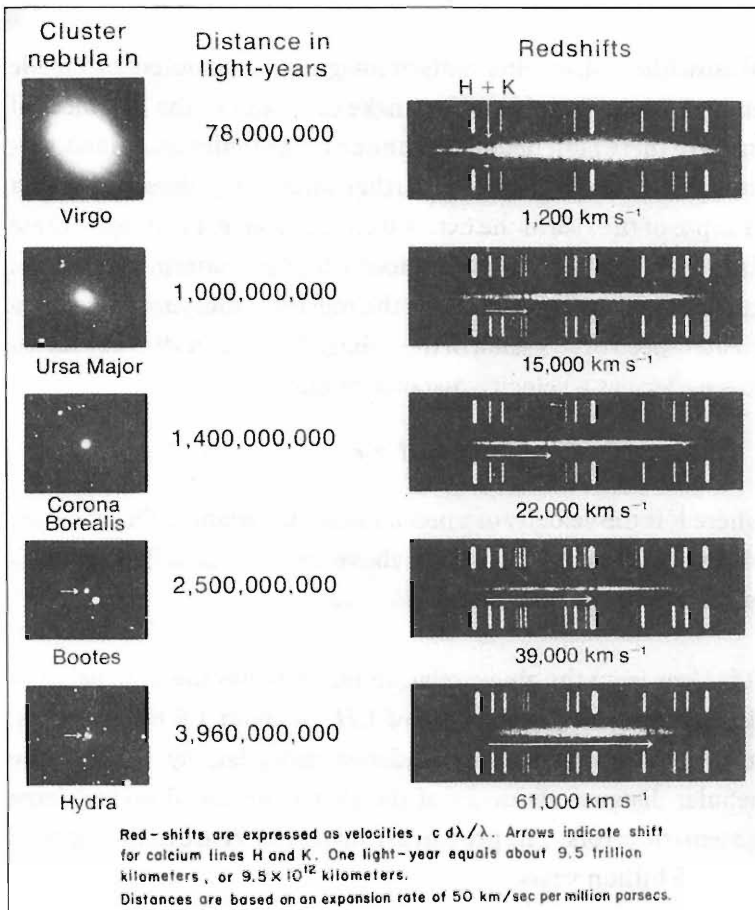 Cluster
nebula in
Distance in
light-years
Redshifts
H + K
78,000,000
Virgo
1,200 km s⁻¹
1,000,000,000
Ursa Major
15,000 km s⁻¹
1,400,000,000
Corona
Borealis
22,000 km s⁻¹
2,500,000,000
Bootes
39,000 km s⁻¹
3,960,000,000
Hydra
61,000 km s⁻¹
Red-shifts are expressed as velocities, c dλ/λ. Arrows indicate shift
for calcium lines H and K. One light-year equals about 9.5 trillion
kilometers, or 9.5 × 10¹² kilometers.
Distances are based on an expansion rate of 50 km/sec per million parsecs.